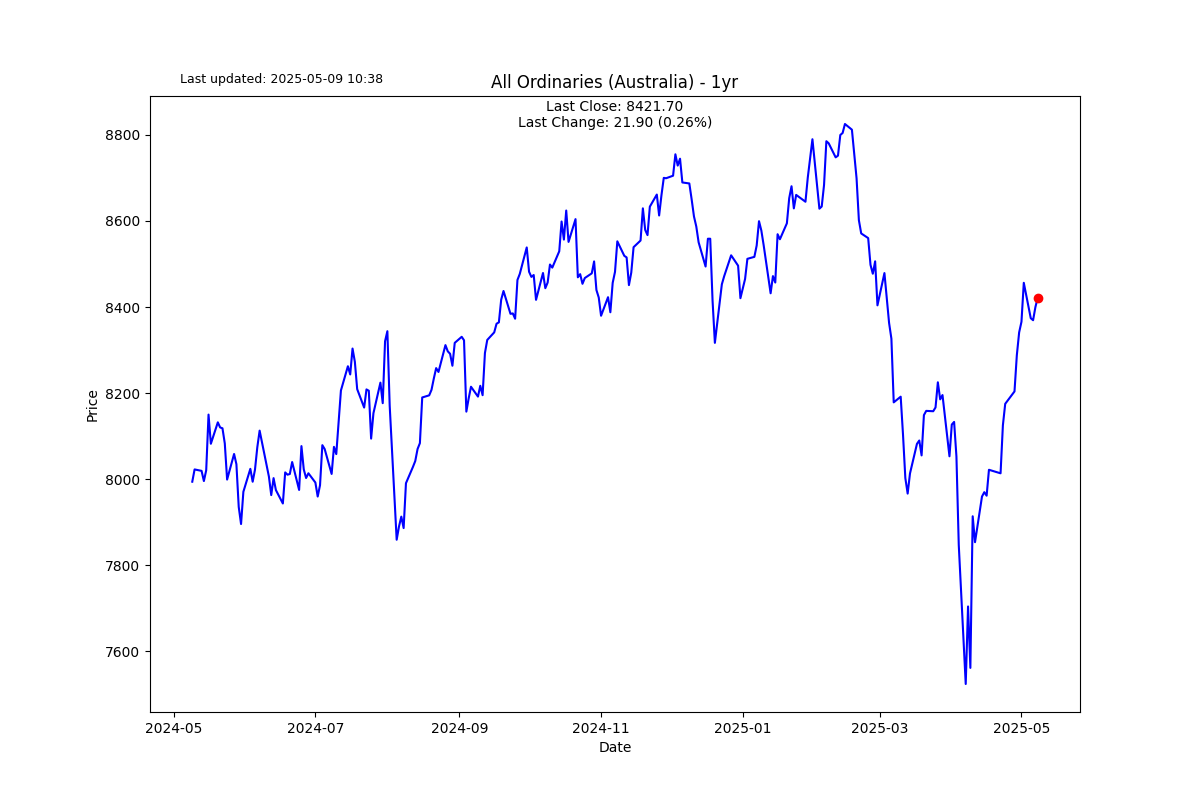 Last updated: 2025-05-09 10:38
All Ordinaries (Australia) - 1yr
Last Close: 8421.70
Last Change: 21.90 (0.26%)
Price
8800
8600
8400
8200
8000
7800
7600
2024-05
2024-07
2024-09
2024-11
2025-01
2025-03
2025-05
Date